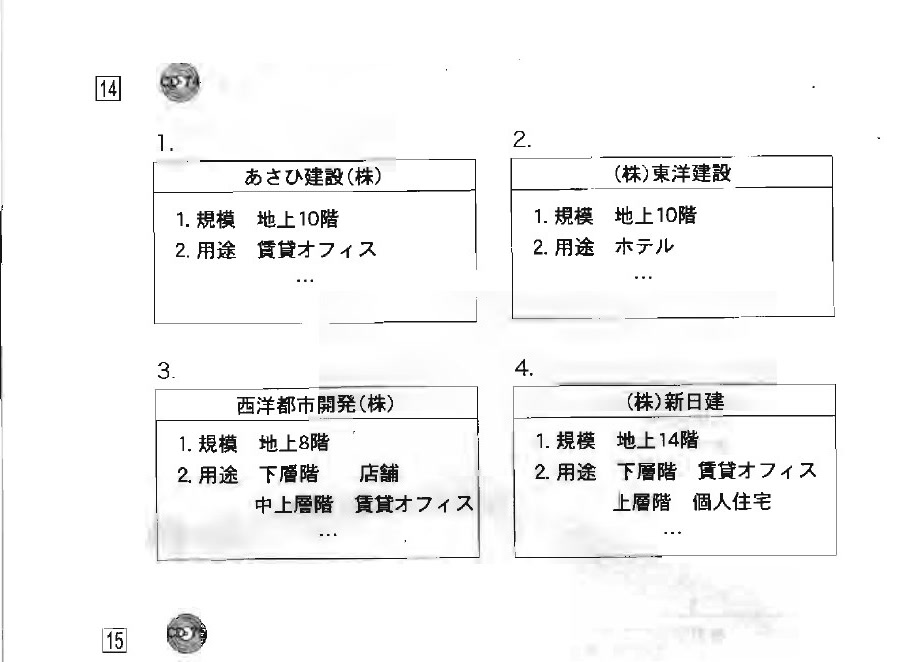 14 CD-74
1.
あさひ建設(株)
1. 規模 地上10階
2. 用途 賃貸オフィス
…
2.
(株)東洋建設
1. 規模 地上10階
2. 用途 ホテル
…
3.
西洋都市開発(株)
1. 規模 地上8階
2. 用途 下層階 店舗
中上層階 賃貸オフィス
…
4.
(株)新日建
1. 規模 地上14階
2. 用途 下層階 賃貸オフィス
上層階 個人住宅
…
15 CD-75